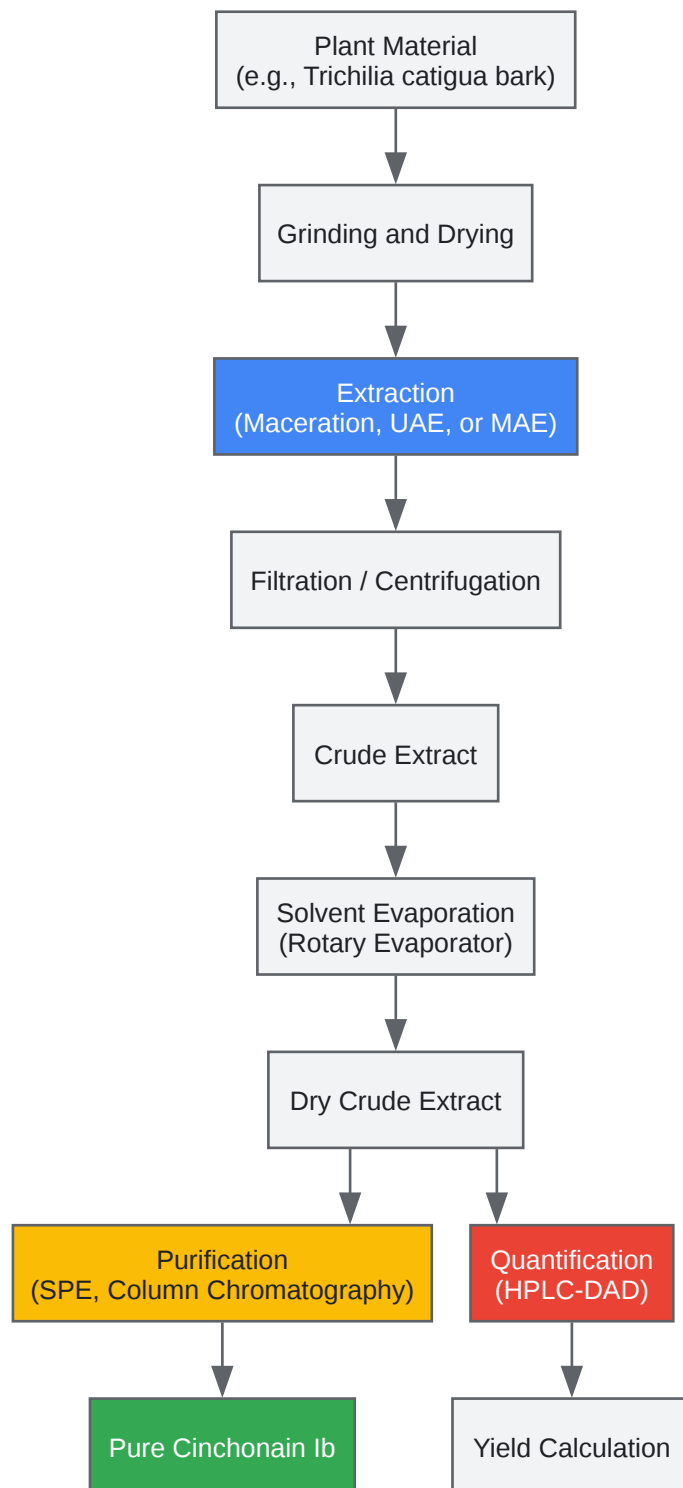 Plant Material
(e.g., Trichilia catigua bark)
Grinding and Drying
Extraction
(Maceration, UAE, or MAE)
Filtration / Centrifugation
Crude Extract
Solvent Evaporation
(Rotary Evaporator)
Dry Crude Extract
Purification
(SPE, Column Chromatography)
Quantification
(HPLC-DAD)
Pure Cinchonain Ib
Yield Calculation